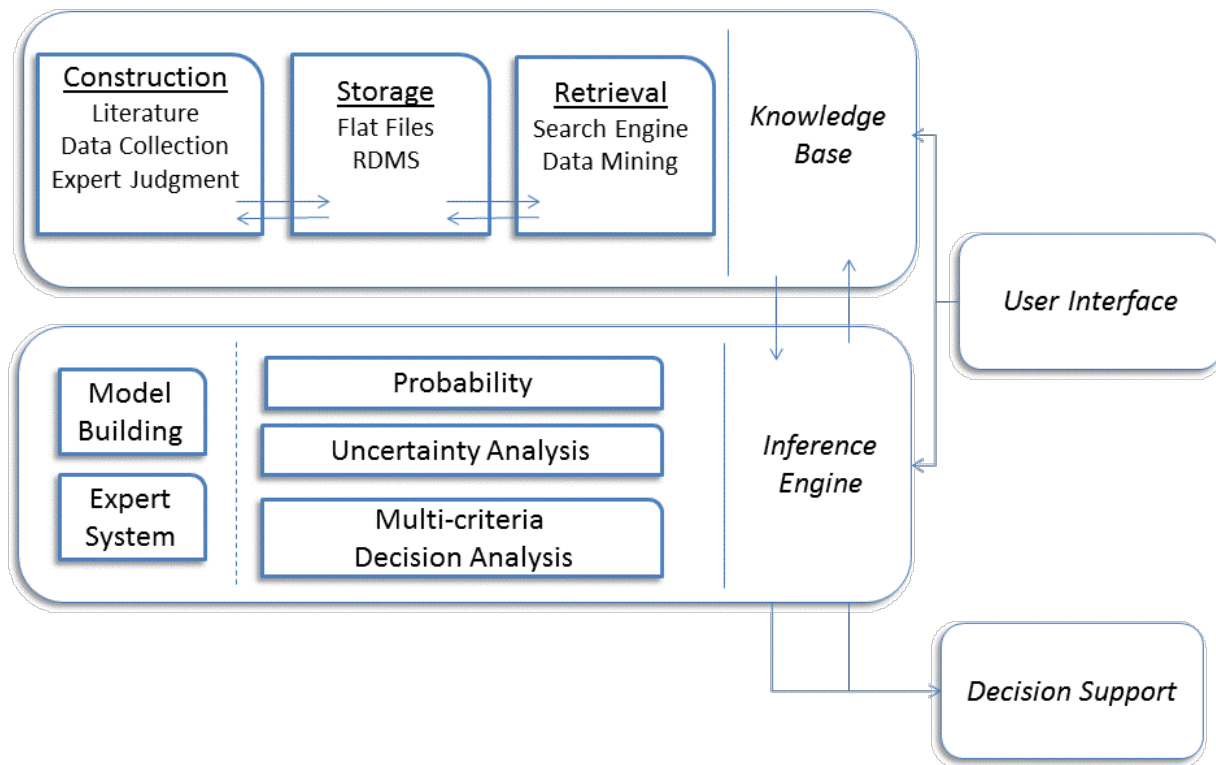 Construction
Literature
Data Collection
Expert Judgment
Storage
Flat Files
RDMS
Retrieval
Search Engine
Data Mining
Knowledge
Base
User Interface
Model
Building
Expert
System
Probability
Uncertainty Analysis
Multi-criteria
Decision Analysis
Inference
Engine
Decision Support